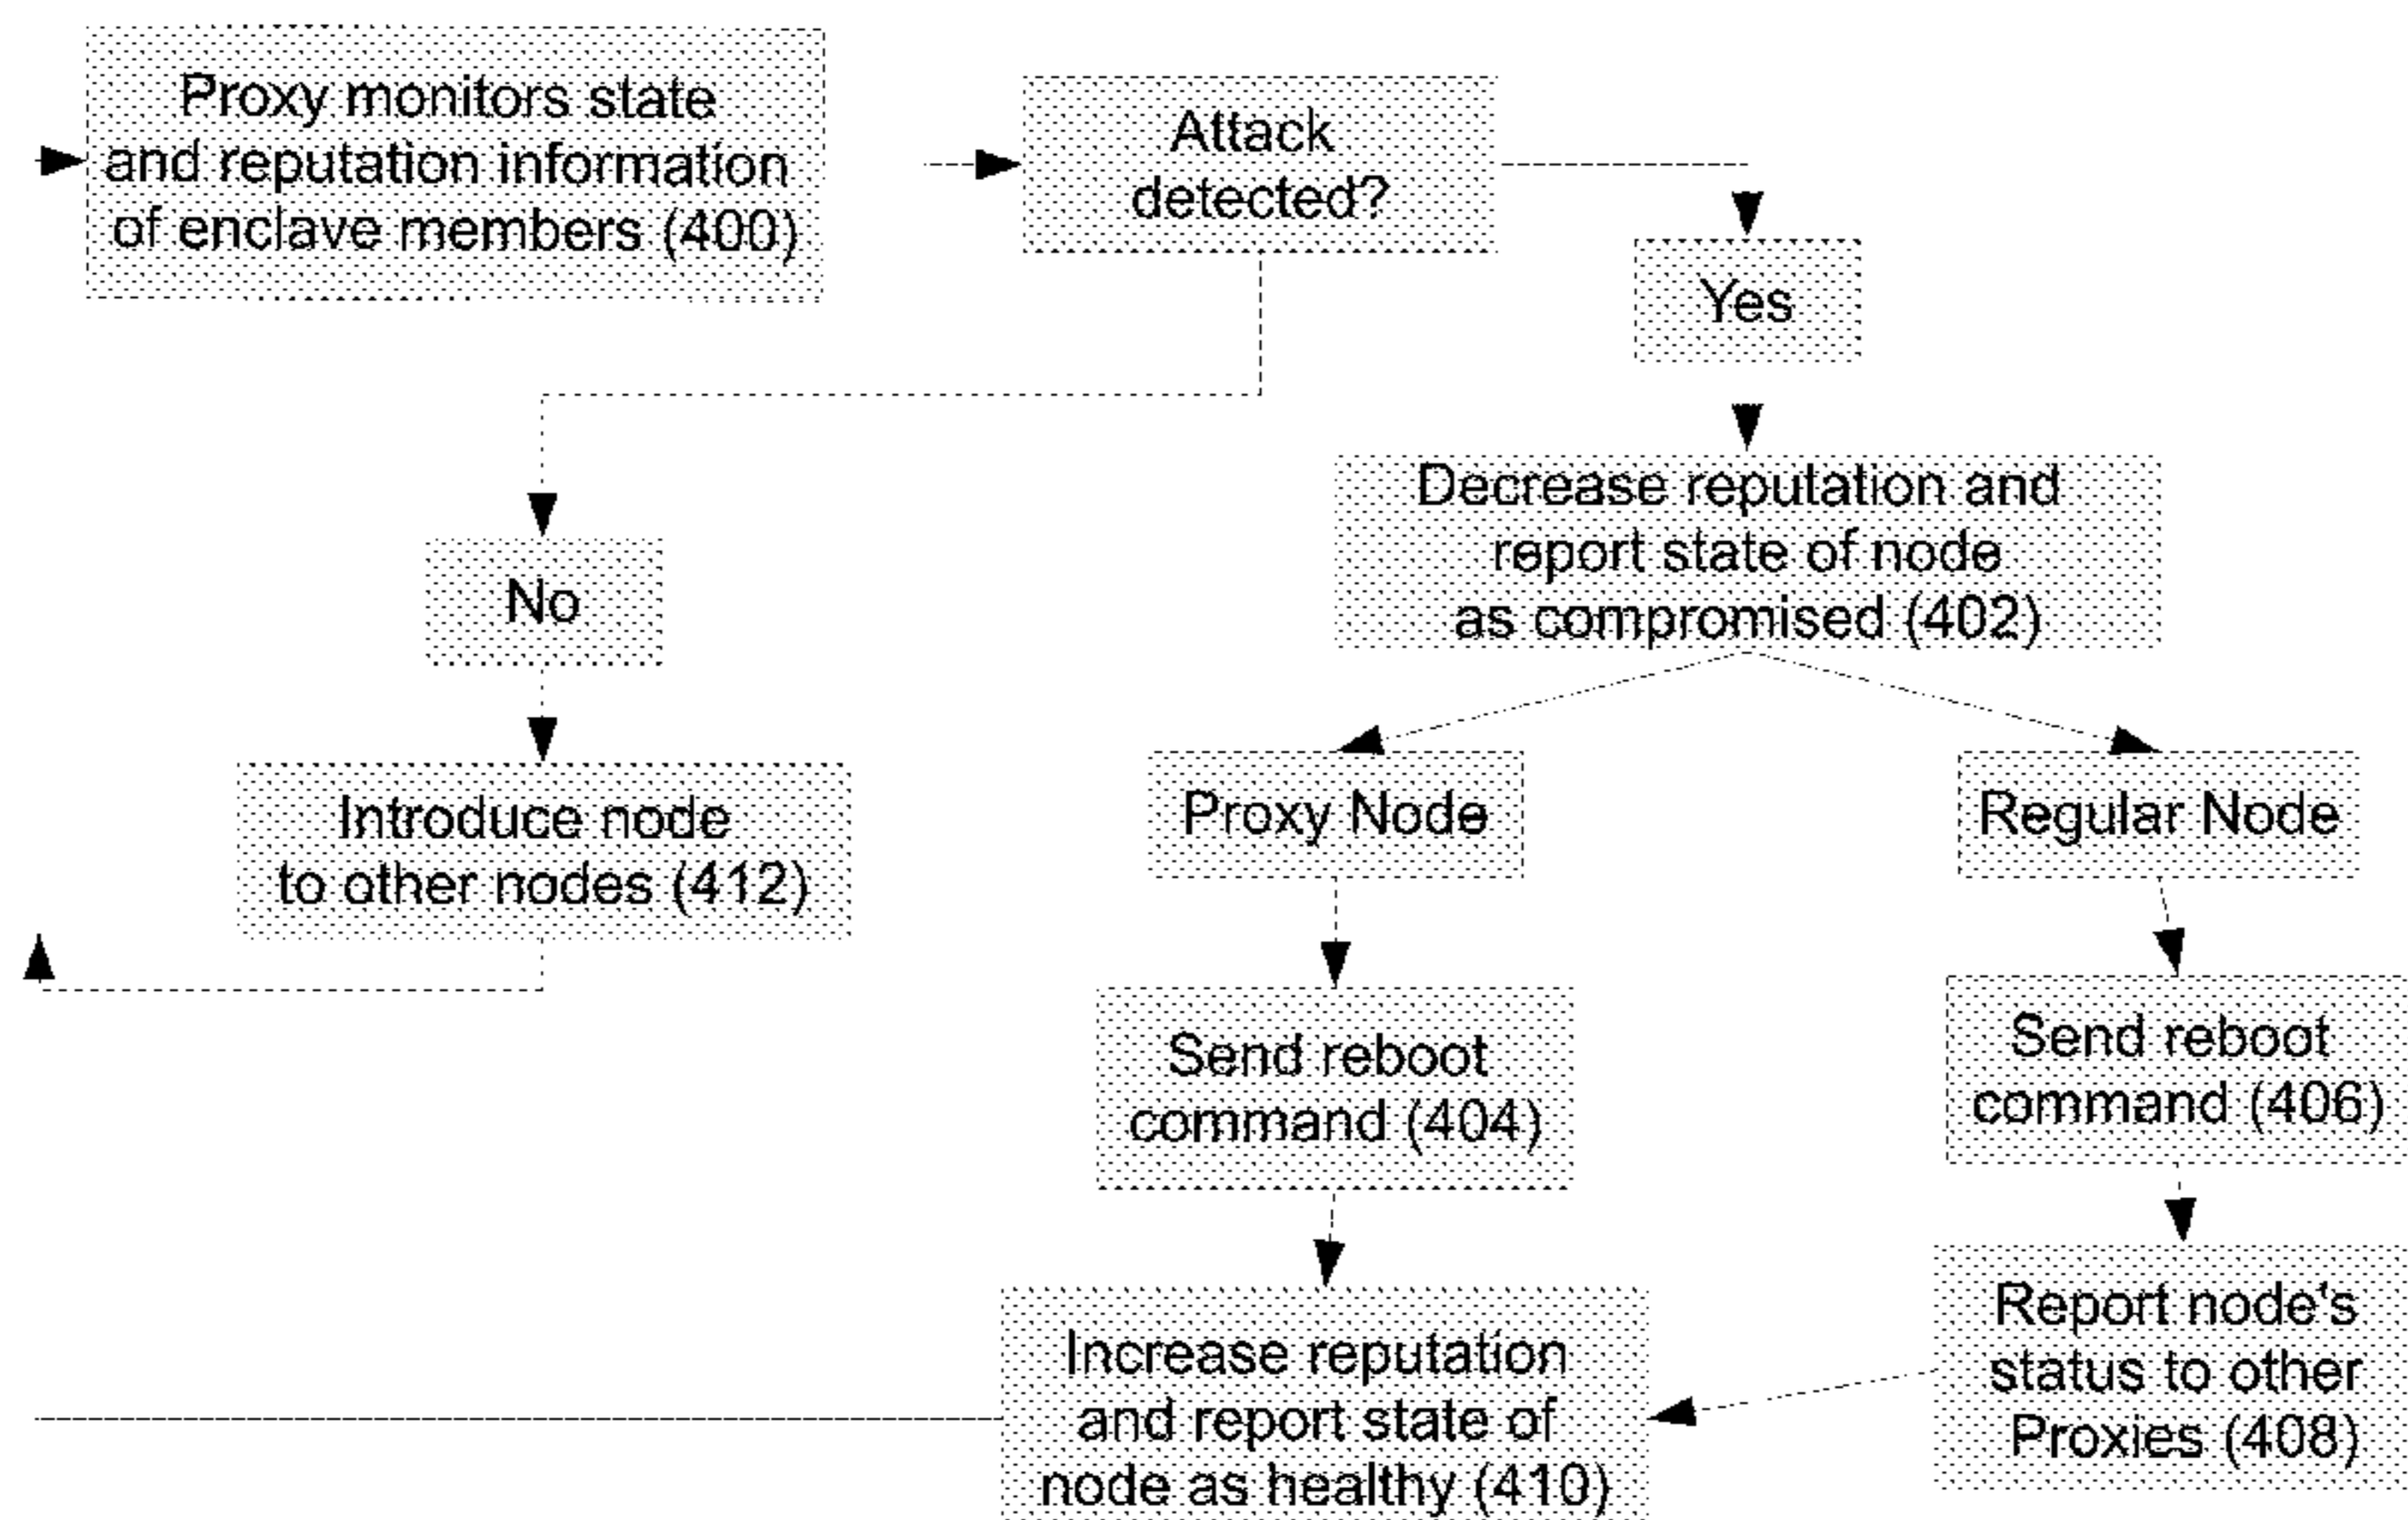 Proxy monitors state
and reputation information
of enclave members (400)
Attack
detected?
Yes
Decrease reputation and
report state of node
as compromised (402)
No
Introduce node
to other nodes (412)
Proxy Node
Regular Node
Send reboot
command (404)
Send reboot
command (406)
Increase reputation
and report state of
node as healthy (410)
Report node's
status to other
Proxies (408)